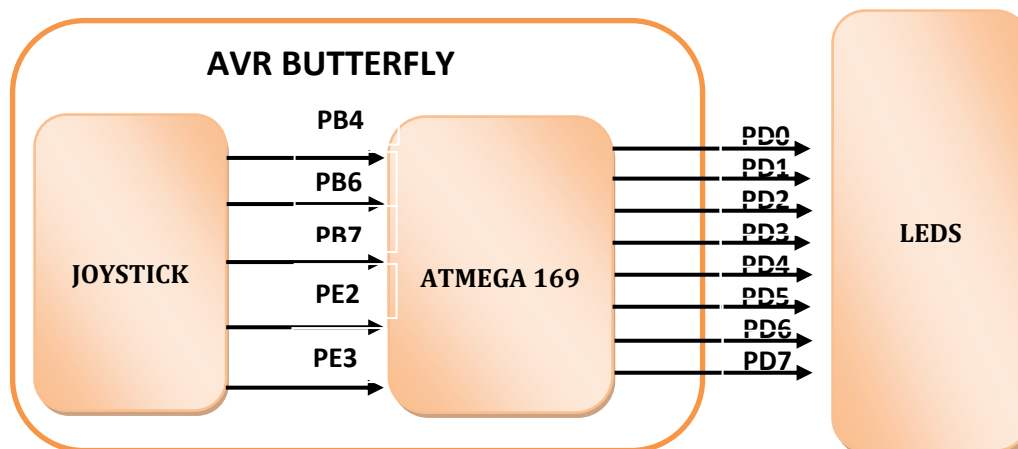 AVR BUTTERFLY
JOYSTICK
PB4
PB6
PB7
PE2
PE3
ATMEGA 169
PD0
PD1
PD2
PD3
PD4
PD5
PD6
PD7
LEDS